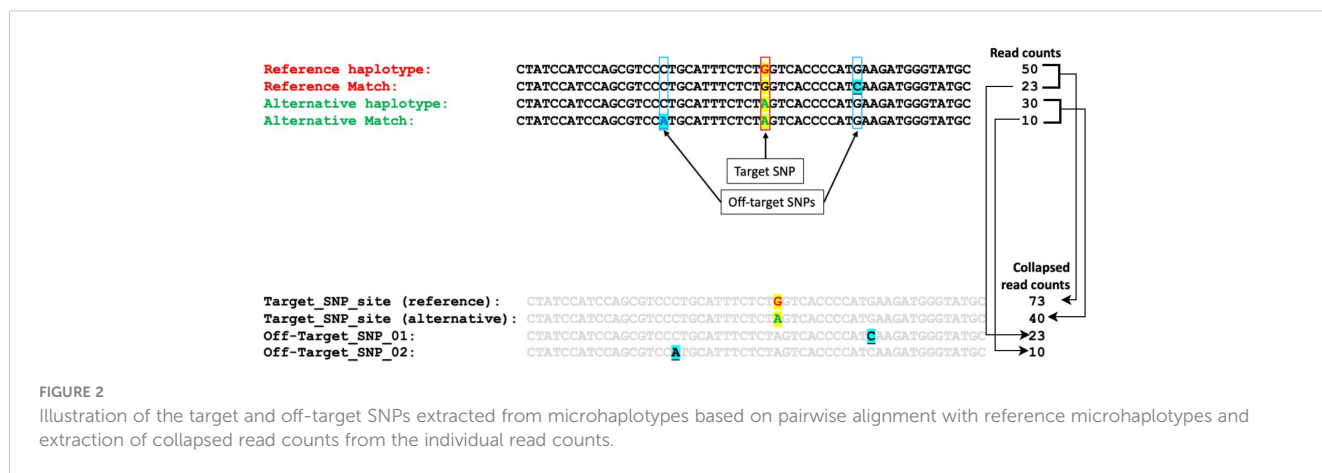 Read counts
Reference haplotype: CTATCCATCCAGCGTCCCTGCATTTCTCTGGTCACCCCATGAAGATGGGTATGC 50
Reference Match: CTATCCATCCAGCGTCCCTGCATTTCTCTGGTCACCCCATCAAGATGGGTATGC 23
Alternative haplotype: CTATCCATCCAGCGTCCCTGCATTTCTCTAGTCACCCCATGAAGATGGGTATGC 30
Alternative Match: CTATCCATCCAGCGTCCATGCATTTCTCTAGTCACCCCATGAAGATGGGTATGC 10
Target SNP
Off-target SNPs
Collapsed
read counts
Target_SNP_site (reference): CTATCCATCCAGCGTCCCTGCATTTCTCTGGTCACCCCATGAAGATGGGTATGC 73
Target_SNP_site (alternative): CTATCCATCCAGCGTCCCTGCATTTCTCTAGTCACCCCATGAAGATGGGTATGC 40
Off-Target_SNP_01: CTATCCATCCAGCGTCCCTGCATTTCTCTAGTCACCCCATCAAGATGGGTATGC 23
Off-Target_SNP_02: CTATCCATCCAGCGTCCATGCATTTCTCTAGTCACCCCATCAAGATGGGTATGC 10
FIGURE 2
Illustration of the target and off-target SNPs extracted from microhaplotypes based on pairwise alignment with reference microhaplotypes and
extraction of collapsed read counts from the individual read counts.